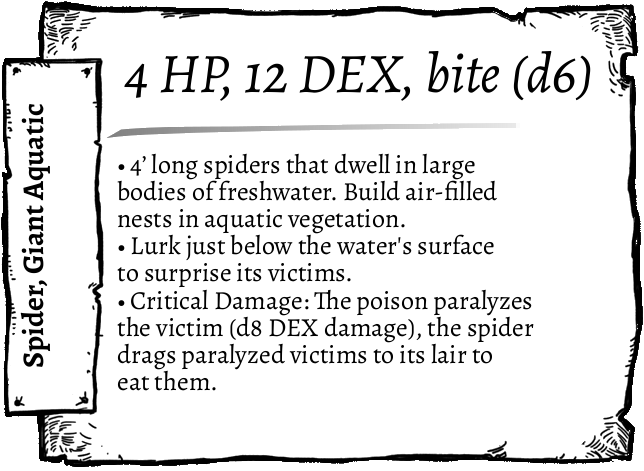 4 HP, 12 DEX, bite (d6)
Spider, Giant Aquatic
• 4’ long spiders that dwell in large
bodies of freshwater. Build air-filled
nests in aquatic vegetation.
• Lurk just below the water's surface
to surprise its victims.
• Critical Damage: The poison paralyzes
the victim (d8 DEX damage), the spider
drags paralyzed victims to its lair to
eat them.